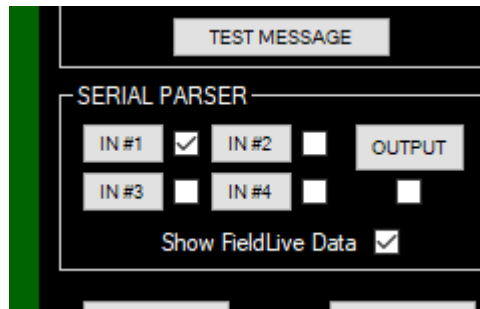 TEST MESSAGE
SERIAL PARSER
IN #1 IN #2 OUTPUT
IN #3 IN #4
Show FieldLive Data